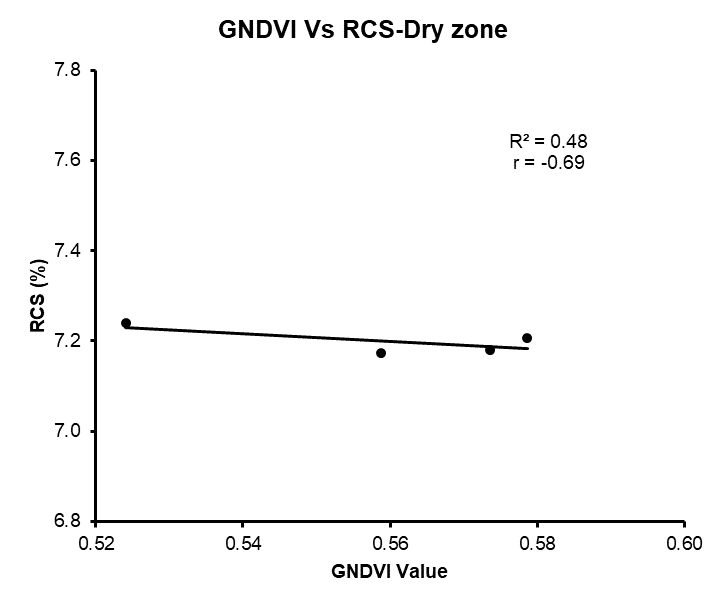 GNDVI Vs RCS-Dry zone
7.8
R² = 0.48
r = -0.69
7.6
7.4
RCS (%)
7.2
7.0
6.8
0.52 0.54 0.56 0.58 0.60
GNDVI Value